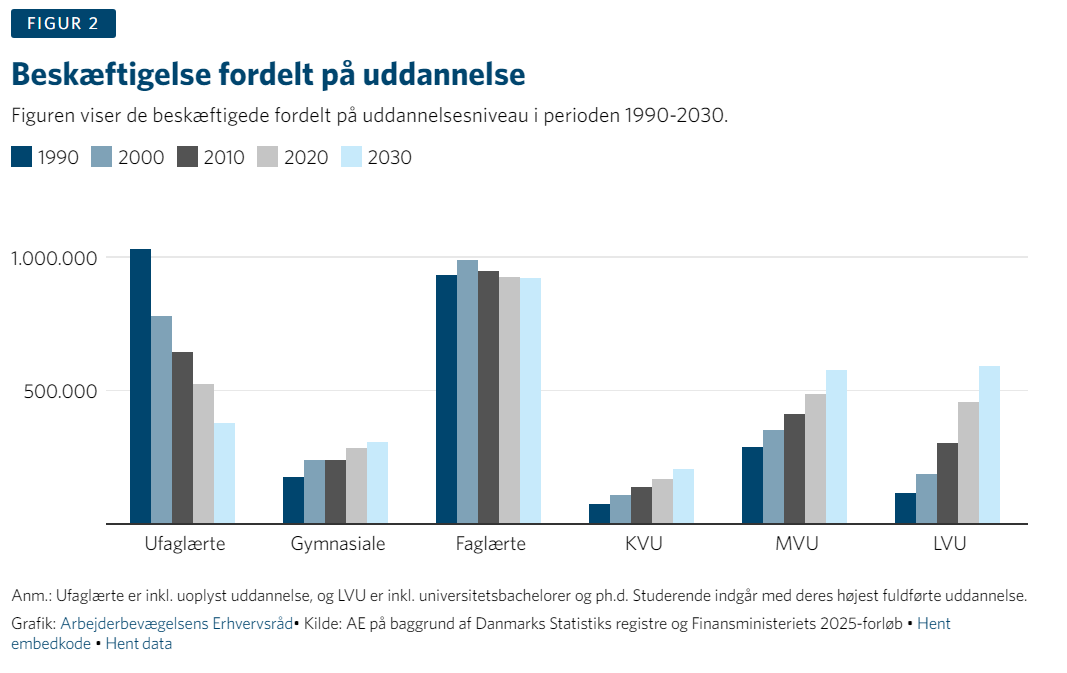 FIGUR 2
Beskæftigelse fordelt på uddannelse
Figuren viser de beskæftigede fordelt på uddannelsesniveau i perioden 1990-2030.
1990 2000 2010 2020 2030
1.000.000
500.000
Ufaglærte Gymnasiale Faglærte KVU MVU LVU
Anm.: Ufaglærte er inkl. uoplyst uddannelse, og LVU er inkl. universitetsbachelorer og ph.d. Studerende indgår med deres højest fuldførte uddannelse.
Grafik: Arbejderbevægelsens Erhvervsråd• Kilde: AE på baggrund af Danmarks Statistiks registre og Finansministeriets 2025-forløb • Hent
embedkode • Hent data